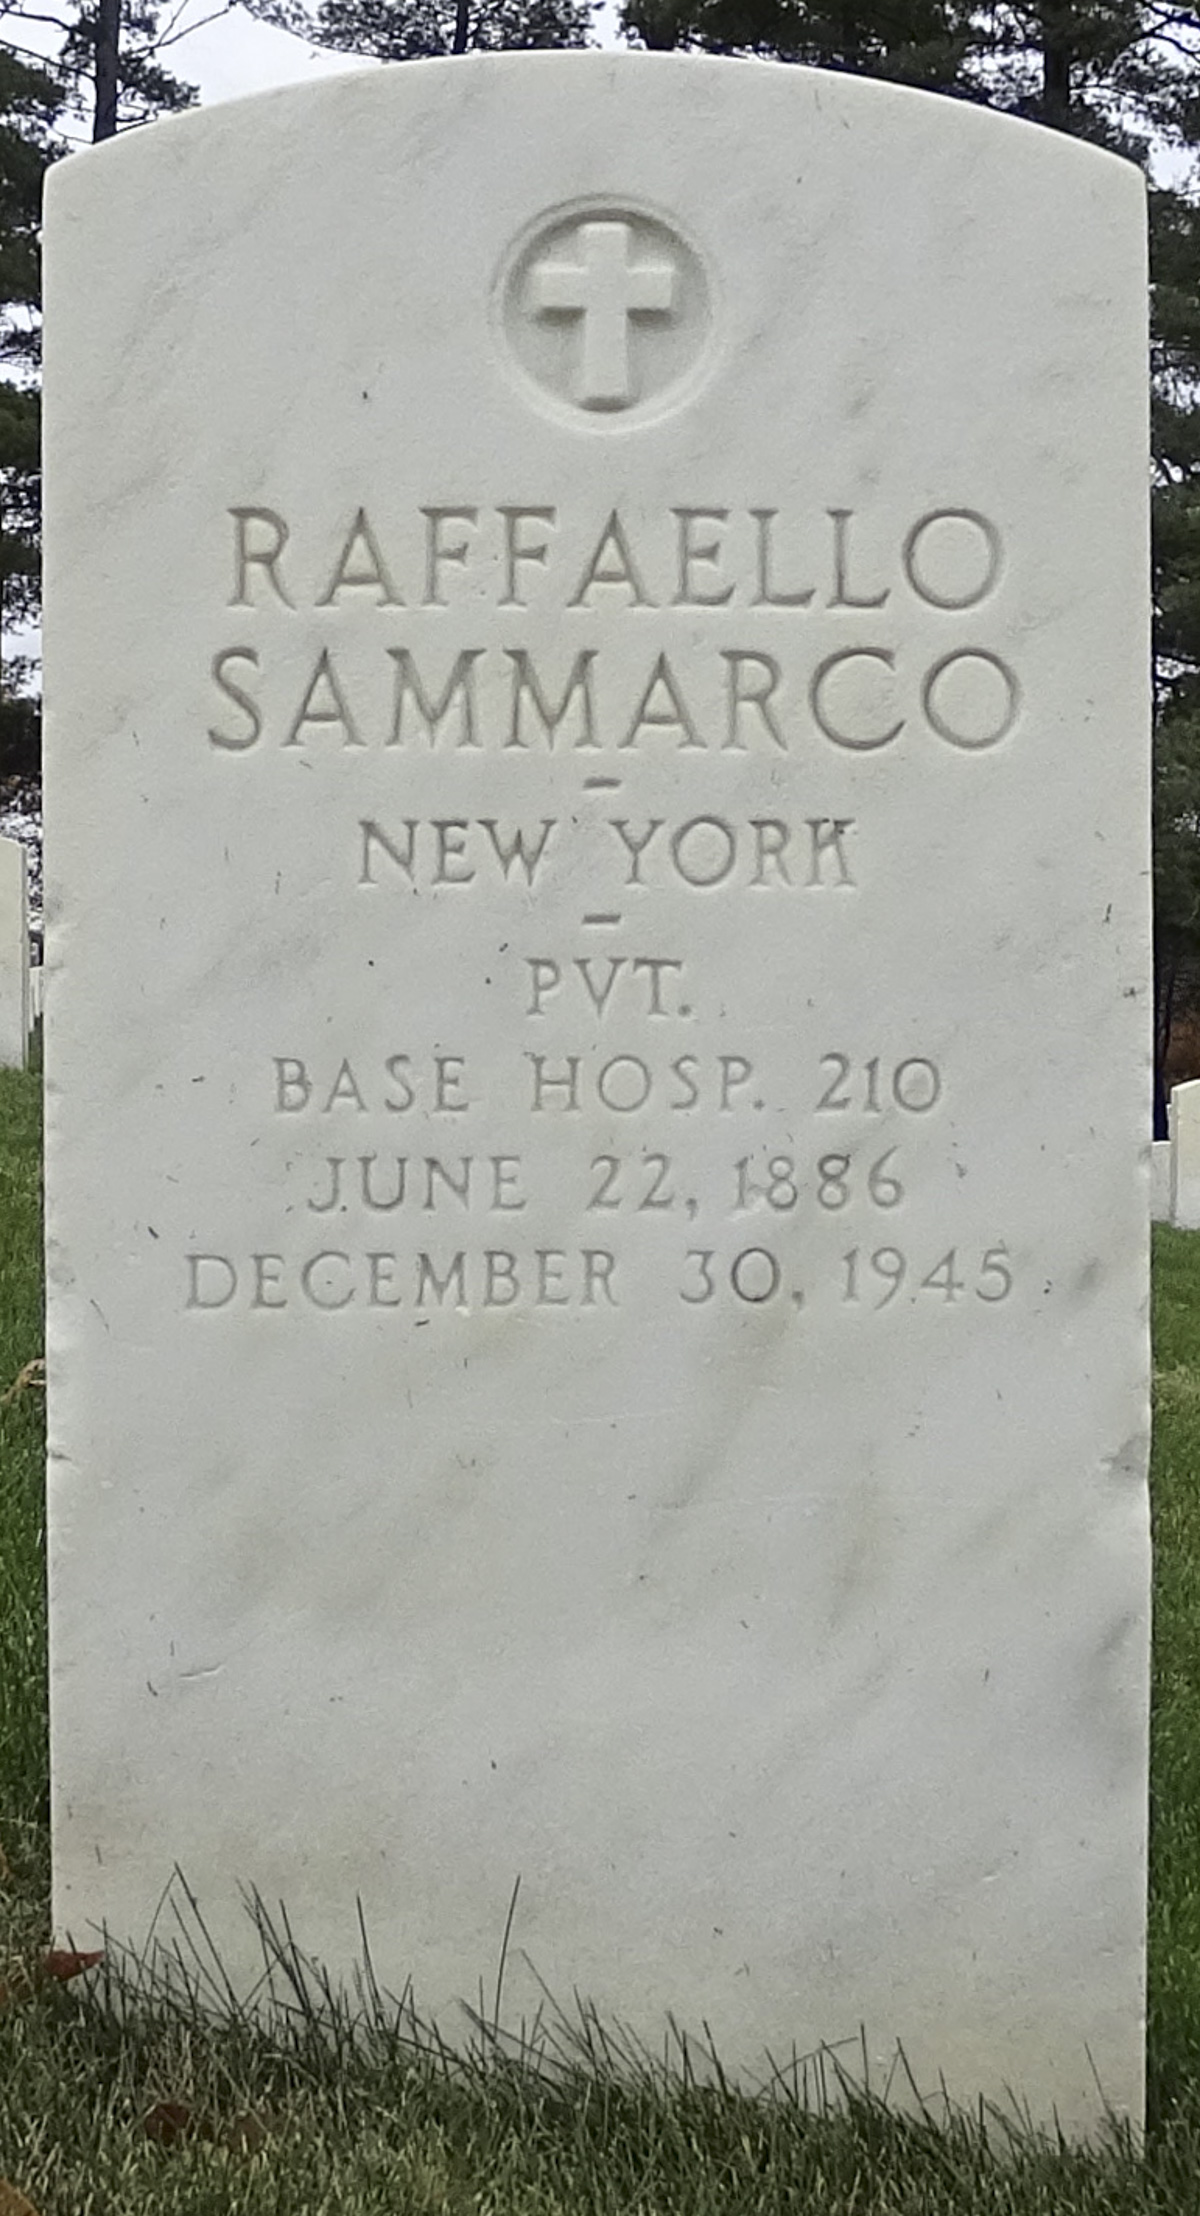 RAFFAELLO
SAMMARCO
-
NEW YORK
-
PVT.
BASE HOSP. 210
JUNE 22, 1886
DECEMBER 30, 1945